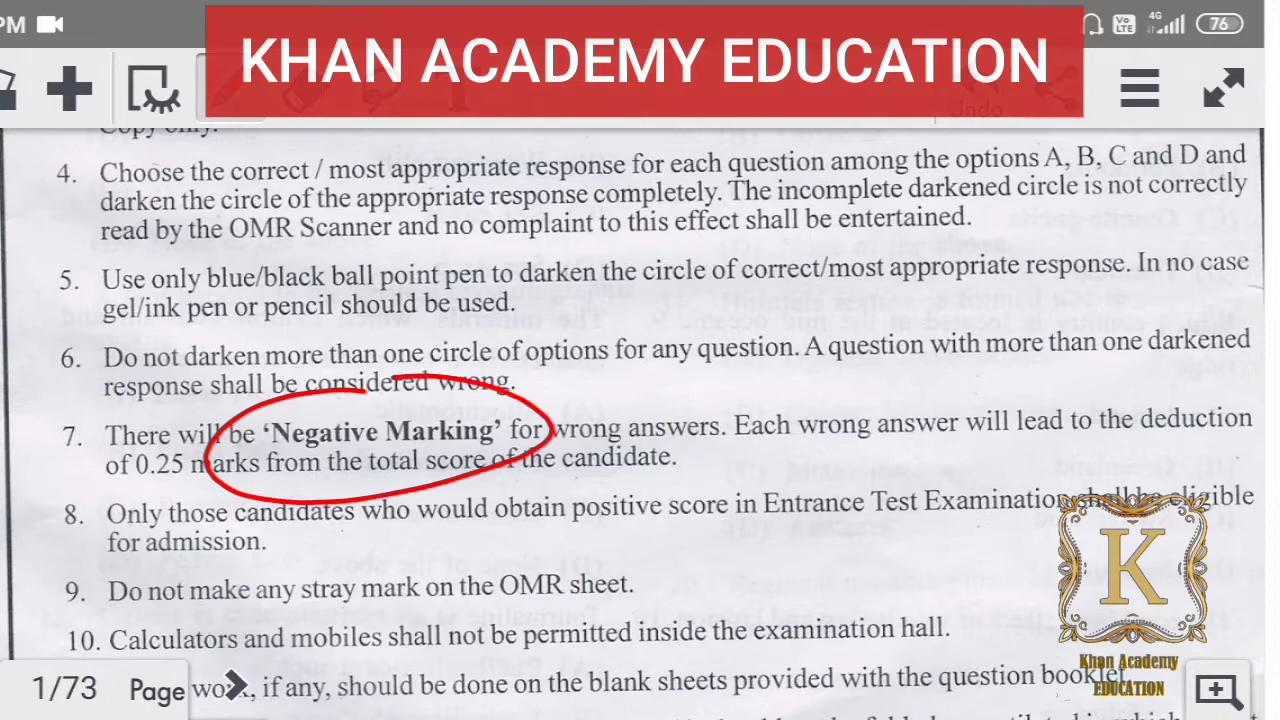 PM
KHAN ACADEMY EDUCATION
Vo LTE
4G
76
Undo
Copy only.
4. Choose the correct / most appropriate response for each question among the options A, B, C and D and
darken the circle of the appropriate response completely. The incomplete darkened circle is not correctly
read by the OMR Scanner and no complaint to this effect shall be entertained.
5. Use only blue/black ball point pen to darken the circle of correct/most appropriate response. In no case
gel/ink pen or pencil should be used.
6. Do not darken more than one circle of options for any question. A question with more than one darkened
response shall be considered wrong.
7. There will be ‘Negative Marking’ for wrong answers. Each wrong answer will lead to the deduction
of 0.25 marks from the total score of the candidate.
8. Only those candidates who would obtain positive score in Entrance Test Examination shall be eligible
for admission.
9. Do not make any stray mark on the OMR sheet.
10. Calculators and mobiles shall not be permitted inside the examination hall.
work, if any, should be done on the blank sheets provided with the question booklet
1/73 Page
K
Khan Academy
EDUCATION